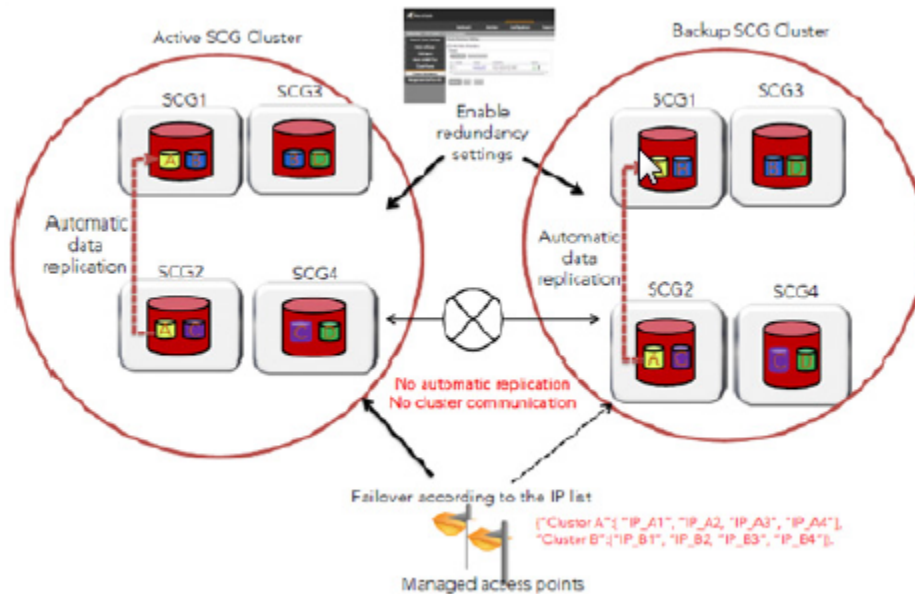 Active SCG Cluster
Backup SCG Cluster
SCG1
SCG3
SCG1
SCG3
Enable
redundancy
settings
A
B
B
D
B
D
Automatic
data
replication
Automatic
data
replication
SCG2
SCG4
SCG2
SCG4
A
C
C
D
A
C
C
D
No automatic replication
No cluster communication
Failover according to the IP list
{"Cluster A":[ "IP_A1", "IP_A2, "IP_A3", "IP_A4"],
"Cluster B":["IP_B1", "IP_B2, "IP_B3", "IP_B4"]}.
Managed access points